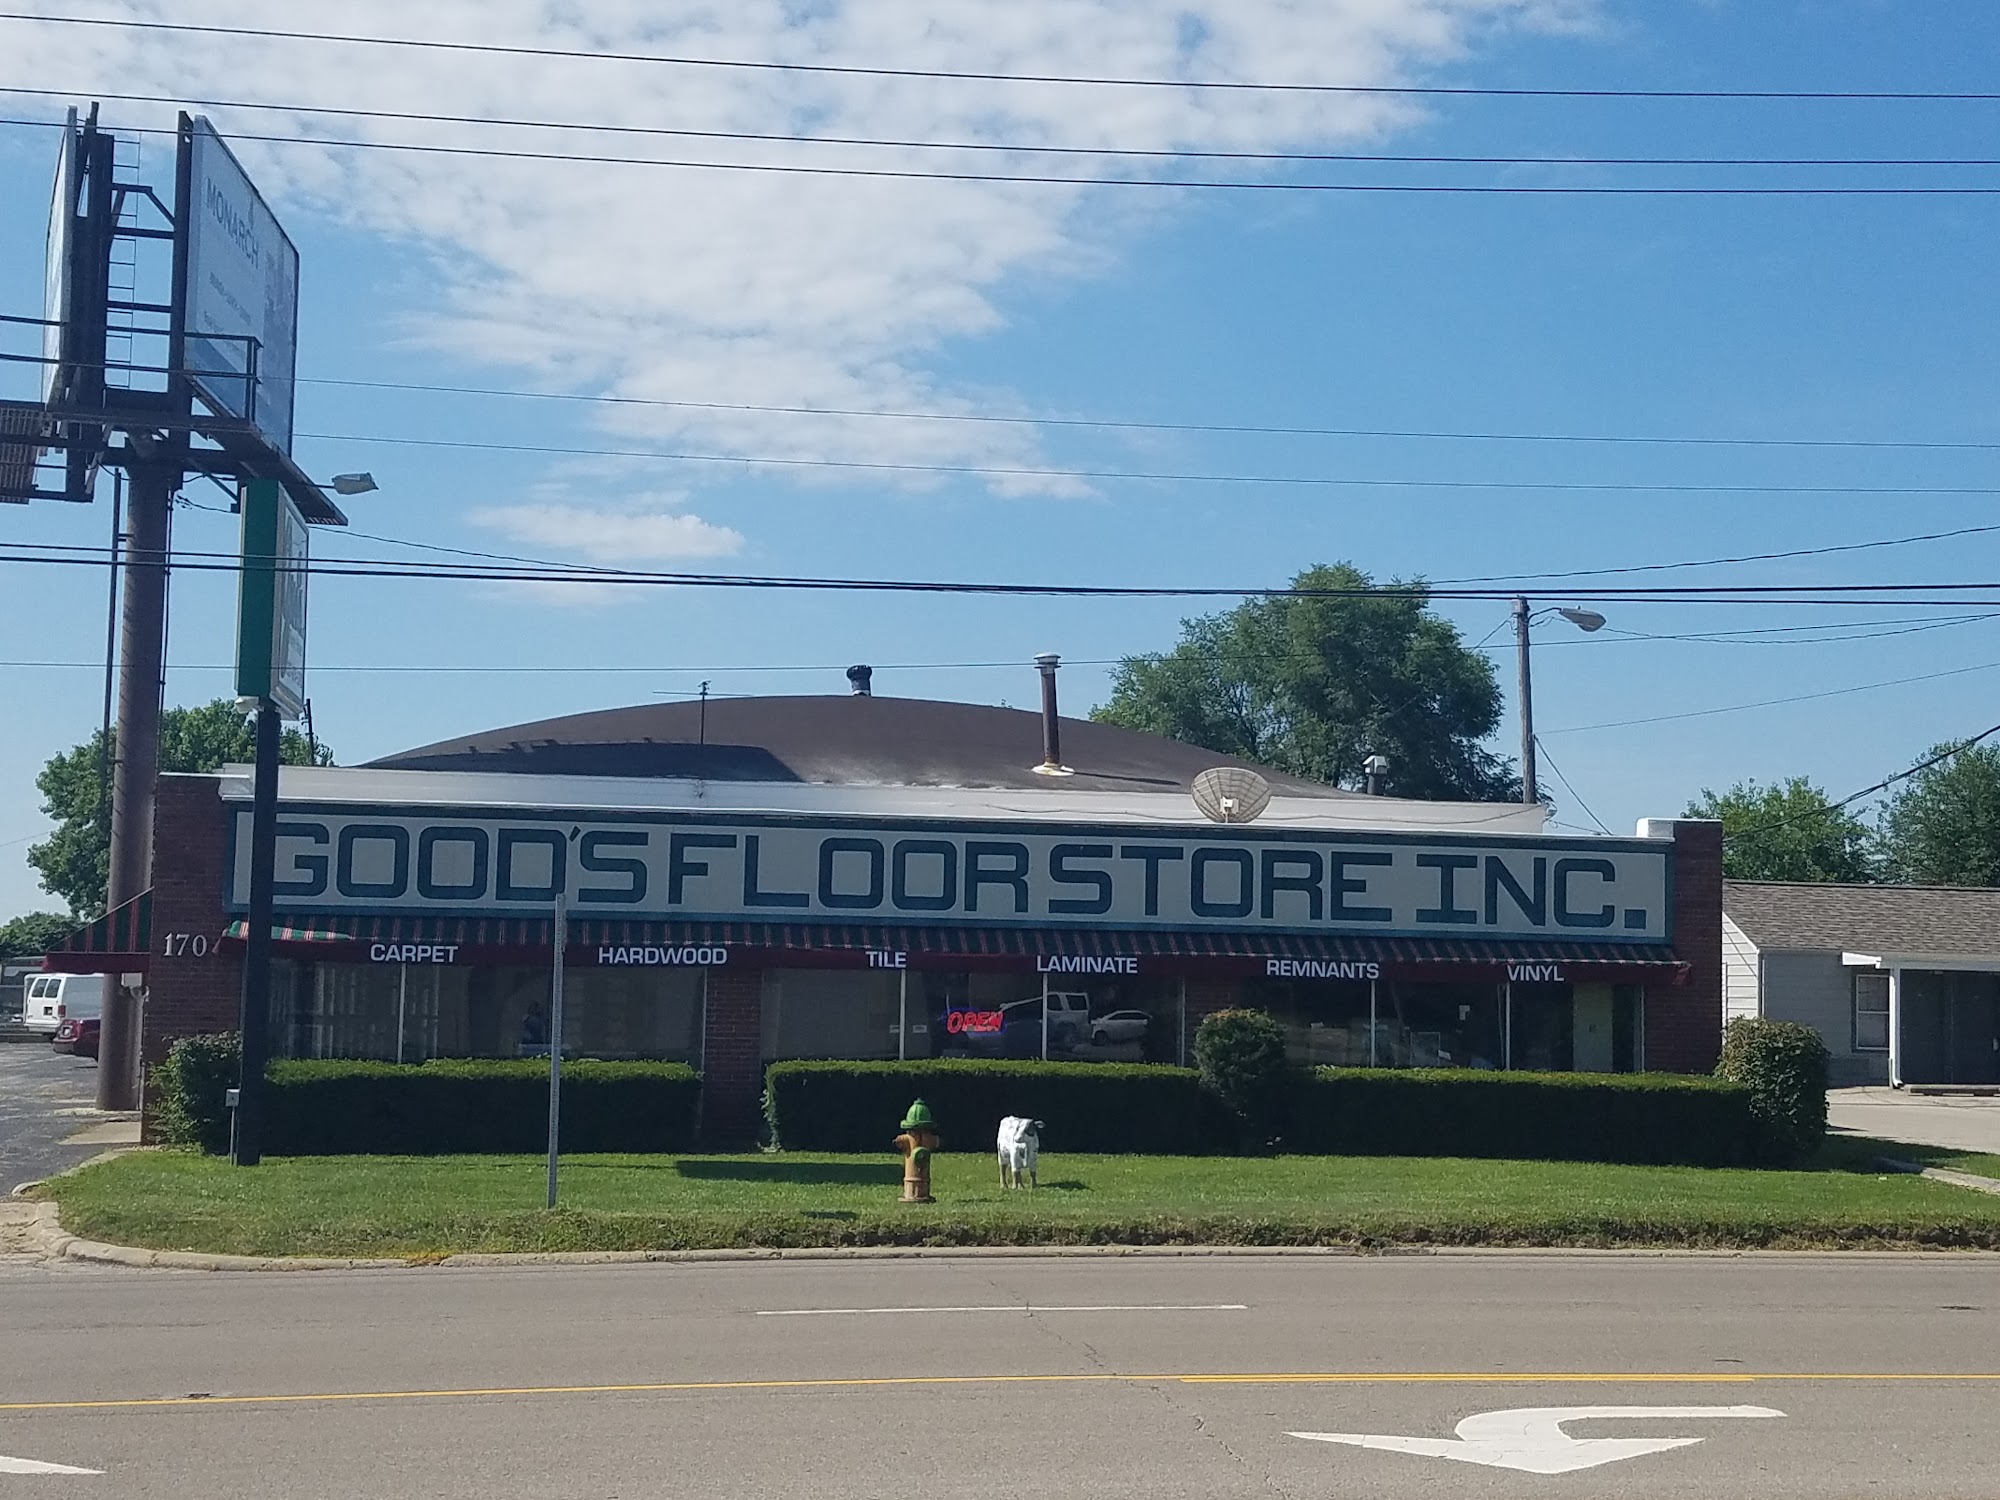 MONARCH
GOOD'S FLOOR STORE INC.
170
CARPET HARDWOOD TILE LAMINATE REMNANTS VINYL
OPEN